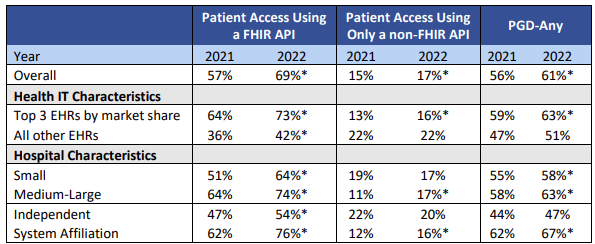 Patient Access Using a FHIR API Patient Access Using Only a non-FHIR API PGD-Any
Year 2021 2022 2021 2022 2021 2022
Overall 57% 69%* 15% 17%* 56% 61%*
Health IT Characteristics
Top 3 EHRs by market share 64% 73%* 13% 16%* 59% 63%*
All other EHRs 36% 42%* 22% 22% 47% 51%
Hospital Characteristics
Small 51% 64%* 19% 17% 55% 58%*
Medium-Large 64% 74%* 11% 17%* 58% 63%*
Independent 47% 54%* 22% 20% 44% 47%
System Affiliation 62% 76%* 12% 16%* 62% 67%*